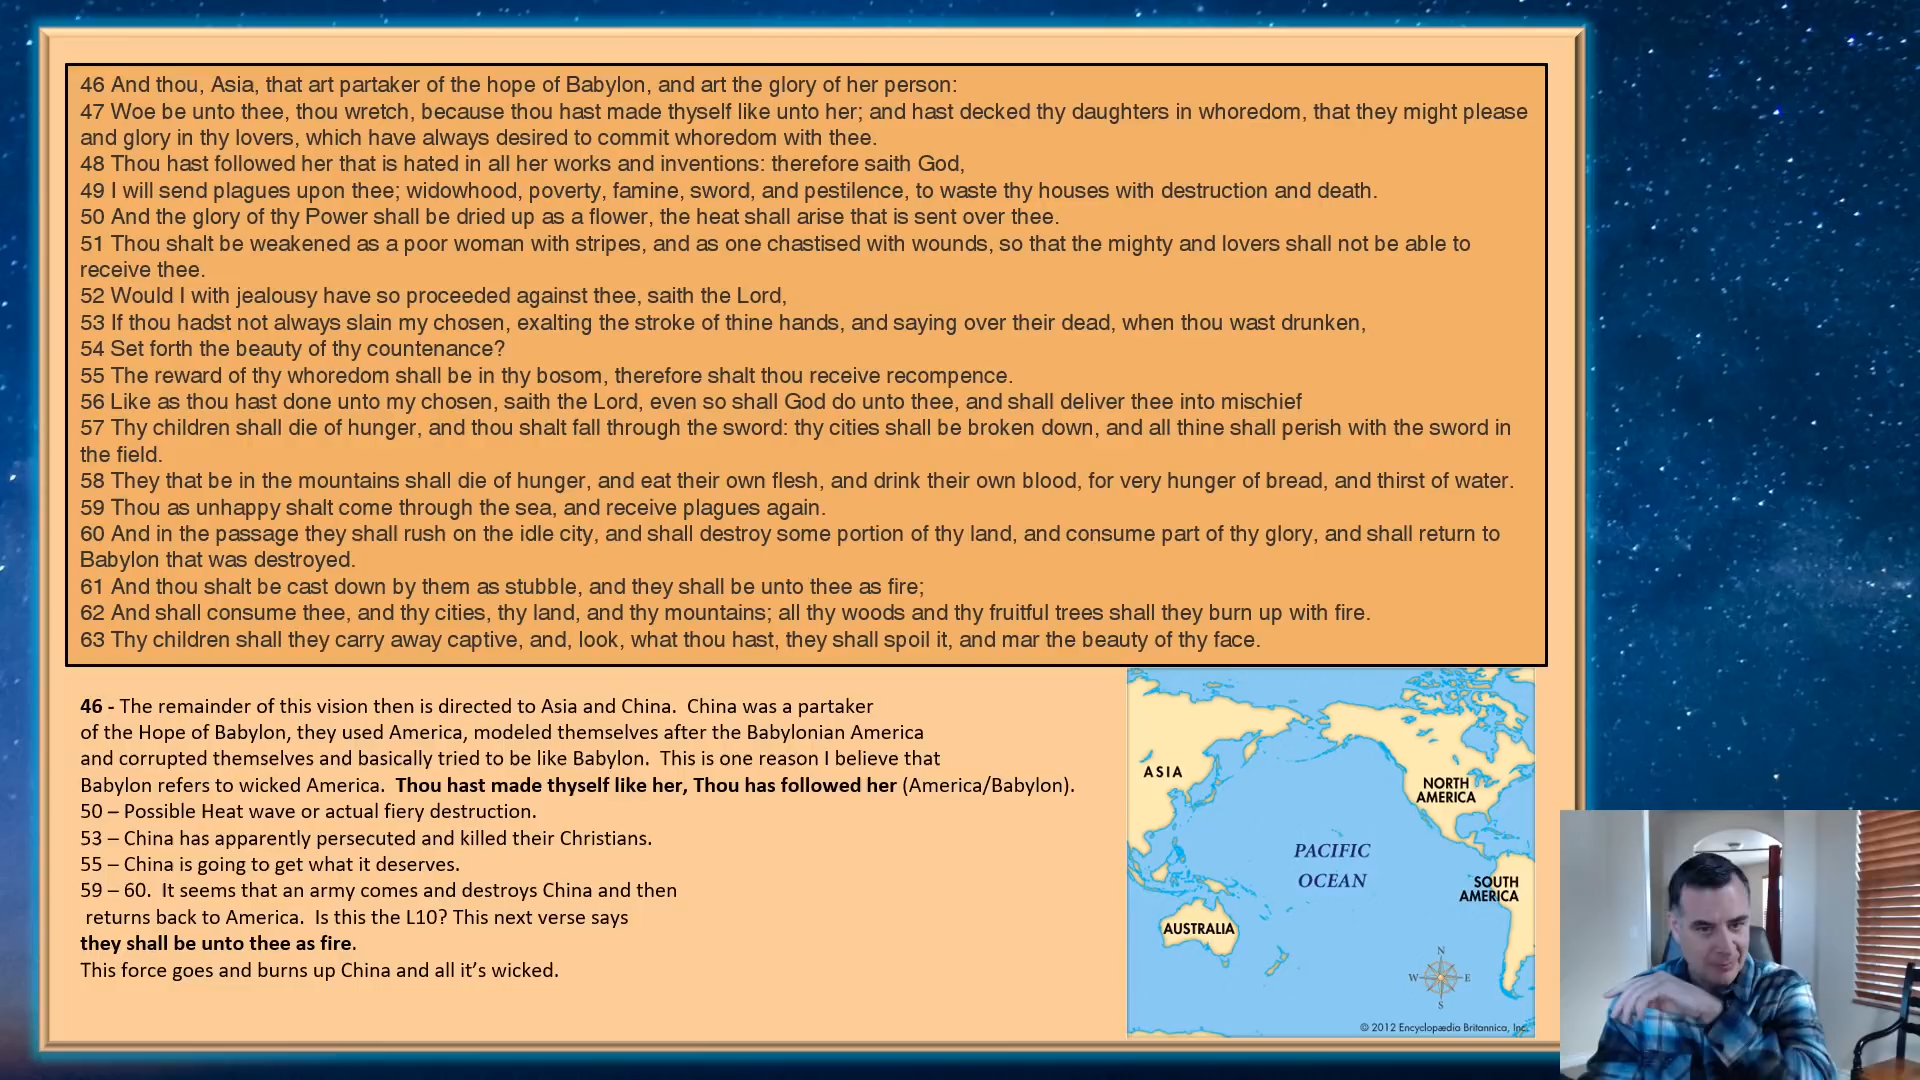 46 And thou, Asia, that art partaker of the hope of Babylon, and art the glory of her person:
47 Woe be unto thee, thou wretch, because thou hast made thyself like unto her; and hast decked thy daughters in whoredom, that they might please
and glory in thy lovers, which have always desired to commit whoredom with thee.
48 Thou hast followed her that is hated in all her works and inventions: therefore saith God,
49 I will send plagues upon thee; widowhood, poverty, famine, sword, and pestilence, to waste thy houses with destruction and death.
50 And the glory of thy Power shall be dried up as a flower, the heat shall arise that is sent over thee.
51 Thou shalt be weakened as a poor woman with stripes, and as one chastised with wounds, so that the mighty and lovers shall not be able to
receive thee.
52 Would I with jealousy have so proceeded against thee, saith the Lord,
53 If thou hadst not always slain my chosen, exalting the stroke of thine hands, and saying over their dead, when thou wast drunken,
54 Set forth the beauty of thy countenance?
55 The reward of thy whoredom shall be in thy bosom, therefore shalt thou receive recompence.
56 Like as thou hast done unto my chosen, saith the Lord, even so shall God do unto thee, and shall deliver thee into mischief
57 Thy children shall die of hunger, and thou shalt fall through the sword: thy cities shall be broken down, and all thine shall perish with the sword in
the field.
58 They that be in the mountains shall die of hunger, and eat their own flesh, and drink their own blood, for very hunger of bread, and thirst of water.
59 Thou as unhappy shalt come through the sea, and receive plagues again.
60 And in the passage they shall rush on the idle city, and shall destroy some portion of thy land, and consume part of thy glory, and shall return to
Babylon that was destroyed.
61 And thou shalt be cast down by them as stubble, and they shall be unto thee as fire;
62 And shall consume thee, and thy cities, thy land, and thy mountains; all thy woods and thy fruitful trees shall they burn up with fire.
63 Thy children shall they carry away captive, and, look, what thou hast, they shall spoil it, and mar the beauty of thy face.
46 - The remainder of this vision then is directed to Asia and China.  China was a partaker
of the Hope of Babylon, they used America, modeled themselves after the Babylonian America
and corrupted themselves and basically tried to be like Babylon.  This is one reason I believe that
Babylon refers to wicked America.  Thou hast made thyself like her, Thou has followed her (America/Babylon).
50 – Possible Heat wave or actual fiery destruction.
53 – China has apparently persecuted and killed their Christians.
55 – China is going to get what it deserves.
59 – 60.  It seems that an army comes and destroys China and then
returns back to America.  Is this the L10? This next verse says
they shall be unto thee as fire.
This force goes and burns up China and all it's wicked.
ASIA
NORTH
AMERICA
PACIFIC
OCEAN
SOUTH
AMERICA
AUSTRALIA
N
W E
S
© 2012 Encyclopædia Britannica, Inc.